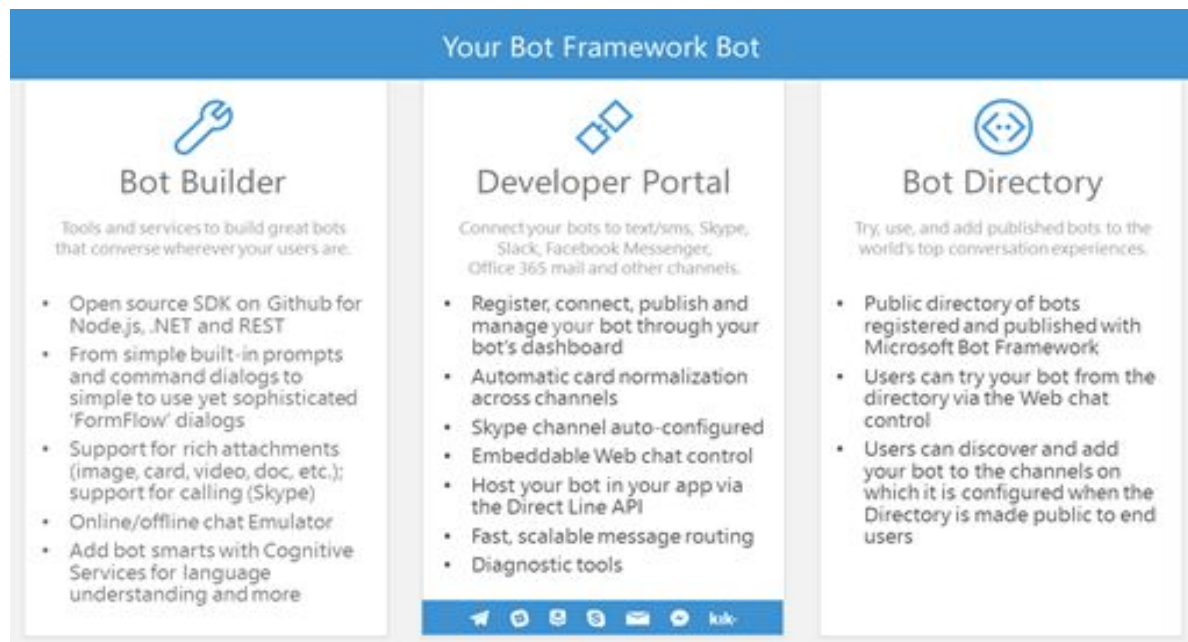 Your Bot Framework Bot
Bot Builder
Tools and services to build great bots
that converse wherever your users are.
• Open source SDK on Github for
Node.js, .NET and REST
• From simple built-in prompts
and command dialogs to
simple to use yet sophisticated
'FormFlow' dialogs
• Support for rich attachments
(image, card, video, doc, etc.);
support for calling (Skype)
• Online/offline chat Emulator
• Add bot smarts with Cognitive
Services for language
understanding and more
Developer Portal
Connect your bots to text/sms, Skype,
Slack, Facebook Messenger,
Office 365 mail and other channels.
• Register, connect, publish and
manage your bot through your
bot's dashboard
• Automatic card normalization
across channels
• Skype channel auto-configured
• Embeddable Web chat control
• Host your bot in your app via
the Direct Line API
• Fast, scalable message routing
• Diagnostic tools
kik
Bot Directory
Try, use, and add published bots to the
world's top conversation experiences.
• Public directory of bots
registered and published with
Microsoft Bot Framework
• Users can try your bot from the
directory via the Web chat
control
• Users can discover and add
your bot to the channels on
which it is configured when the
Directory is made public to end
users